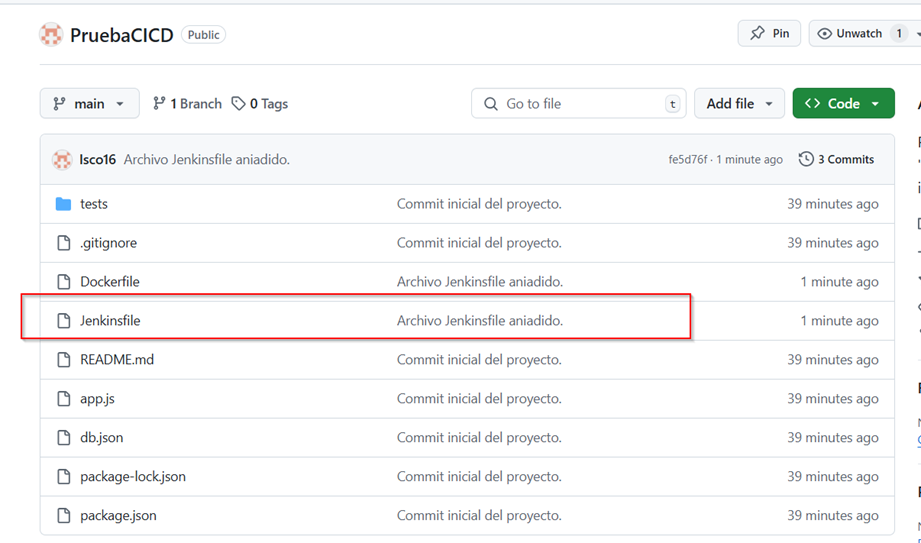 PruebaCICD Public Pin Unwatch 1
main 1 Branch 0 Tags Go to file t Add file Code
Isco16 Archivo Jenkinsfile aniadido. fe5d76f · 1 minute ago 3 Commits
tests Commit inicial del proyecto. 39 minutes ago
.gitignore Commit inicial del proyecto. 39 minutes ago
Dockerfile Archivo Jenkinsfile aniadido. 1 minute ago
Jenkinsfile Archivo Jenkinsfile aniadido. 1 minute ago
README.md Commit inicial del proyecto. 39 minutes ago
app.js Commit inicial del proyecto. 39 minutes ago
db.json Commit inicial del proyecto. 39 minutes ago
package-lock.json Commit inicial del proyecto. 39 minutes ago
package.json Commit inicial del proyecto. 39 minutes ago